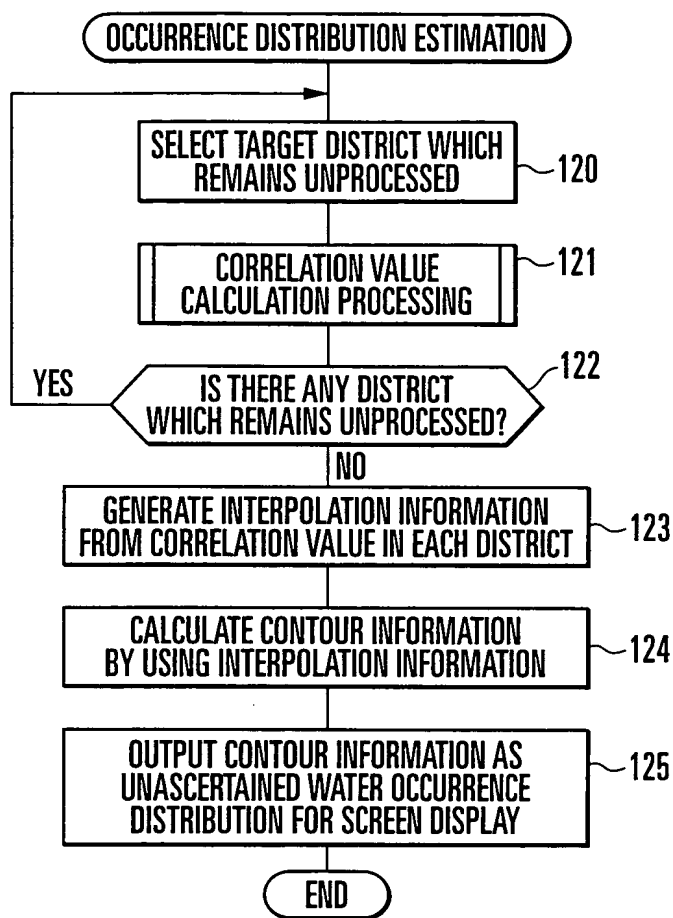 OCCURRENCE DISTRIBUTION ESTIMATION
SELECT TARGET DISTRICT WHICH
REMAINS UNPROCESSED
120
CORRELATION VALUE
CALCULATION PROCESSING
121
YES
IS THERE ANY DISTRICT
WHICH REMAINS UNPROCESSED?
122
NO
GENERATE INTERPOLATION INFORMATION
FROM CORRELATION VALUE IN EACH DISTRICT
123
CALCULATE CONTOUR INFORMATION
BY USING INTERPOLATION INFORMATION
124
OUTPUT CONTOUR INFORMATION AS
UNASCERTAINED WATER OCCURRENCE
DISTRIBUTION FOR SCREEN DISPLAY
125
END